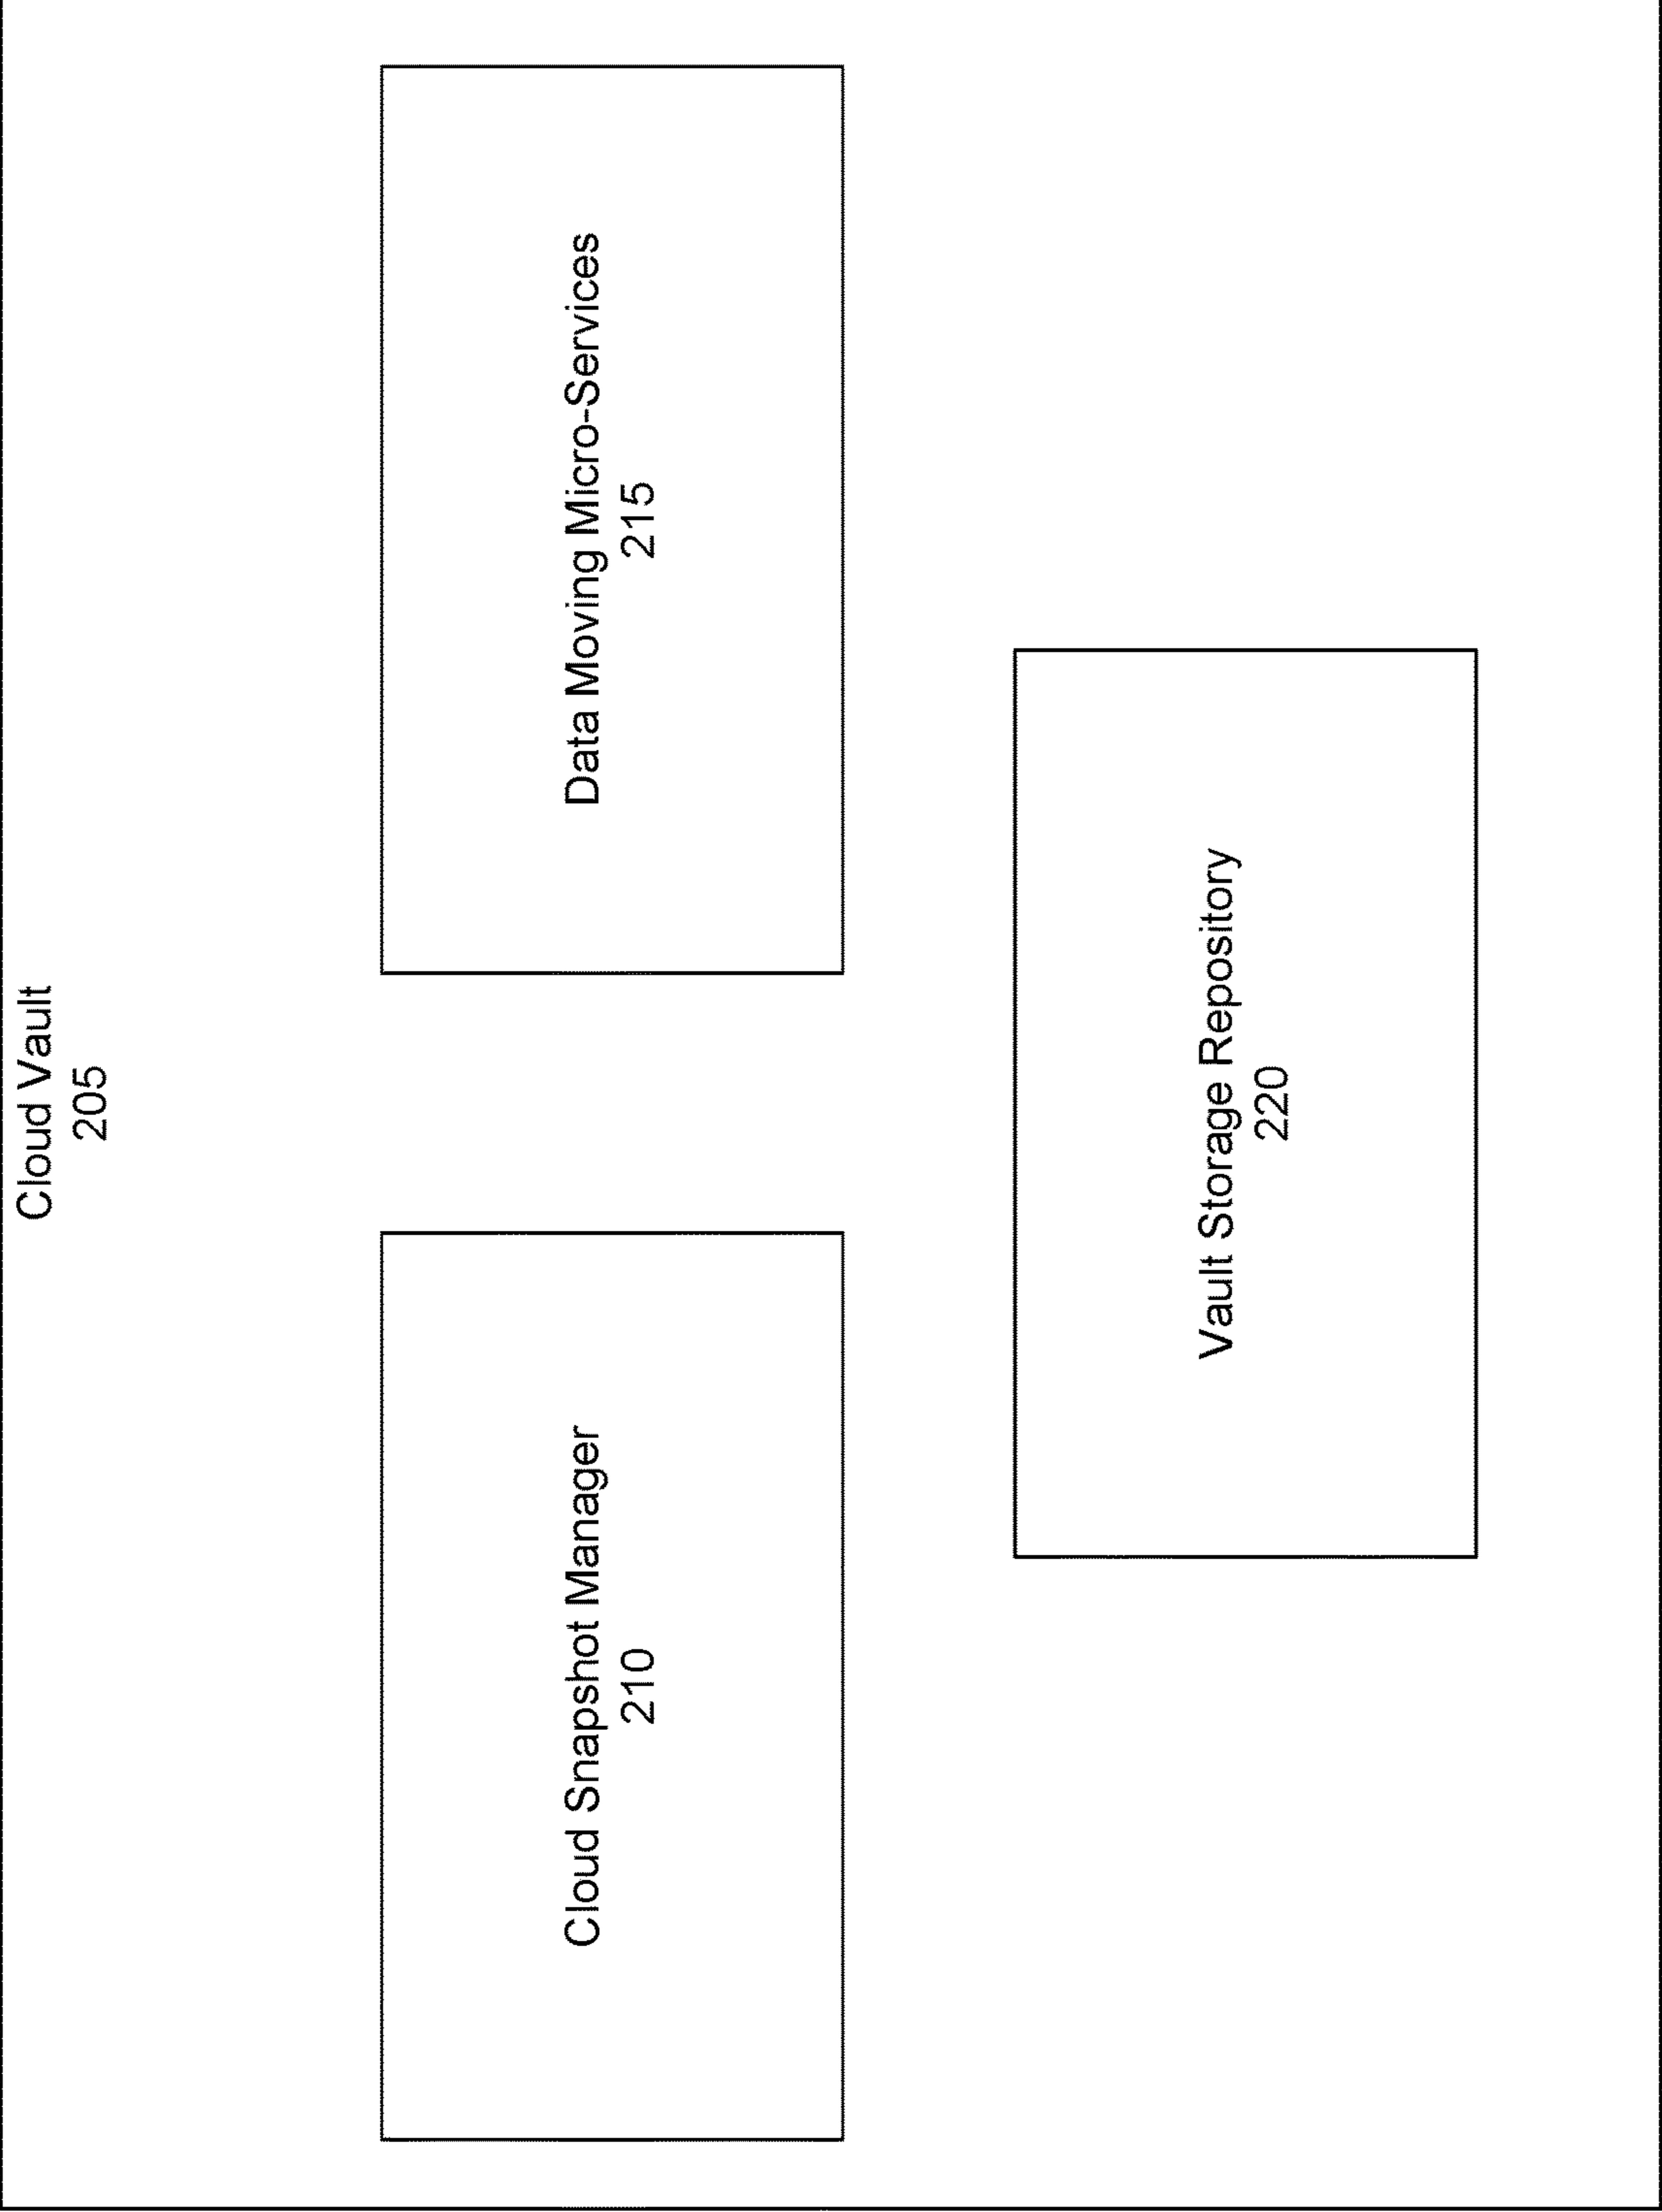 Cloud Vault
205
Cloud Snapshot Manager
210
Data Moving Micro-Services
215
Vault Storage Repository
220